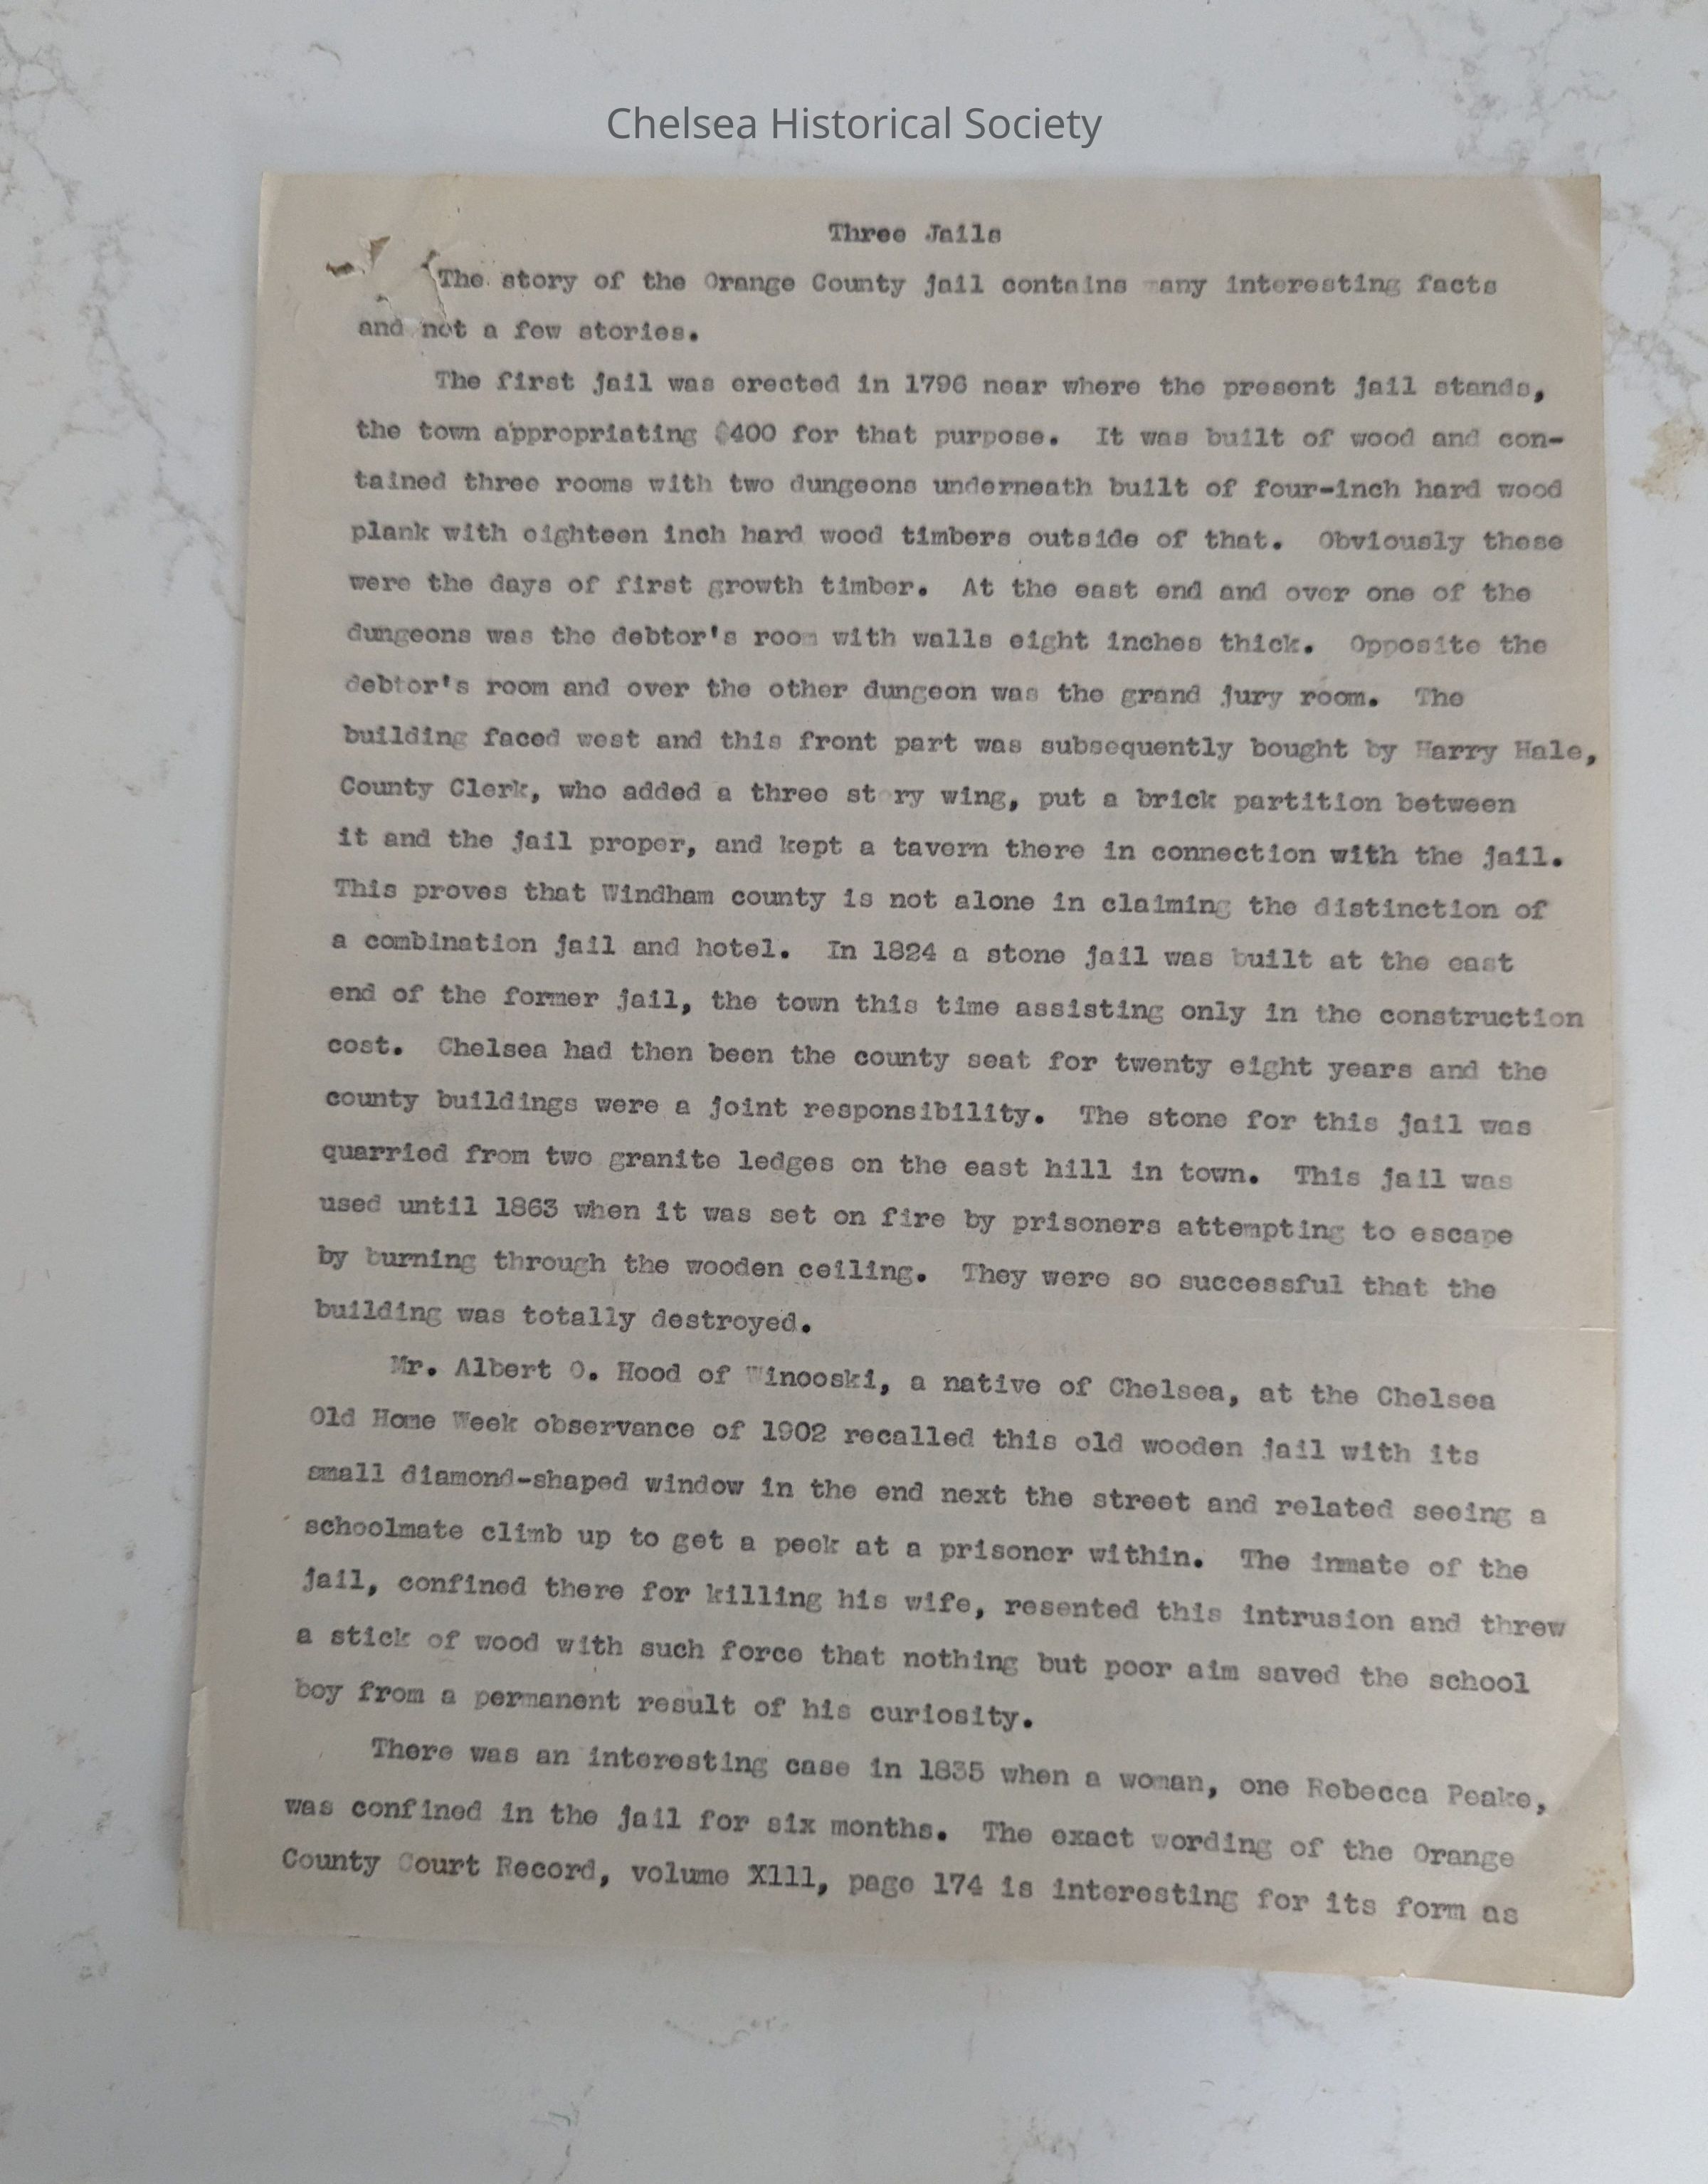 Chelsea Historical Society
Three Jails
The story of the Orange County jail contains many interesting facts
and not a few stories.
The first jail was erected in 1796 near where the present jail stands,
the town appropriating $400 for that purpose. It was built of wood and con-
tained three rooms with two dungeons underneath built of four-inch hard wood
plank with eighteen inch hard wood timbers outside of that. Obviously these
were the days of first growth timber. At the east end and over one of the
dungeons was the debtor's room with walls eight inches thick. Opposite the
debtor's room and over the other dungeon was the grand jury room. The
building faced west and this front part was subsequently bought by Harry Hale,
County Clerk, who added a three story wing, put a brick partition between
it and the jail proper, and kept a tavern there in connection with the jail.
This proves that Windham county is not alone in claiming the distinction of
a combination jail and hotel. In 1824 a stone jail was built at the east
end of the former jail, the town this time assisting only in the construction
cost. Chelsea had then been the county seat for twenty eight years and the
county buildings were a joint responsibility. The stone for this jail was
quarried from two granite ledges on the east hill in town. This jail was
used until 1863 when it was set on fire by prisoners attempting to escape
by burning through the wooden ceiling. They were so successful that the
building was totally destroyed.
Mr. Albert O. Hood of Winooski, a native of Chelsea, at the Chelsea
Old Home Week observance of 1902 recalled this old wooden jail with its
small diamond-shaped window in the end next the street and related seeing a
schoolmate climb up to get a peek at a prisoner within. The inmate of the
jail, confined there for killing his wife, resented this intrusion and threw
a stick of wood with such force that nothing but poor aim saved the school
boy from a permanent result of his curiosity.
There was an interesting case in 1835 when a woman, one Rebecca Peake,
was confined in the jail for six months. The exact wording of the Orange
County Court Record, volume X111, page 174 is interesting for its form as